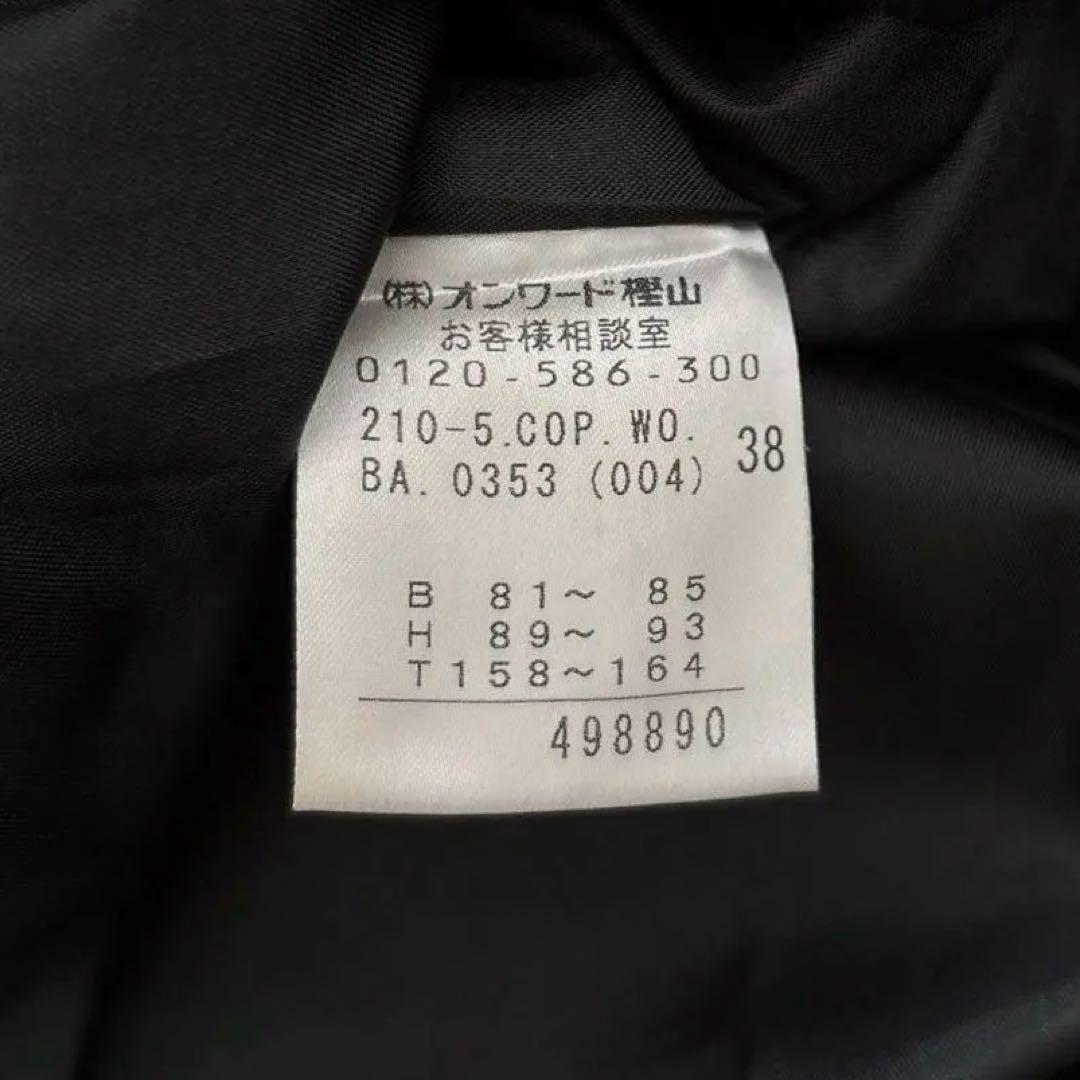 (株)オンワード樫山
お客様相談室
0120-586-300
210-5.COP.WO.
BA.0353 (004) 38
B 81~ 85
H 89~ 93
T158~164
498890